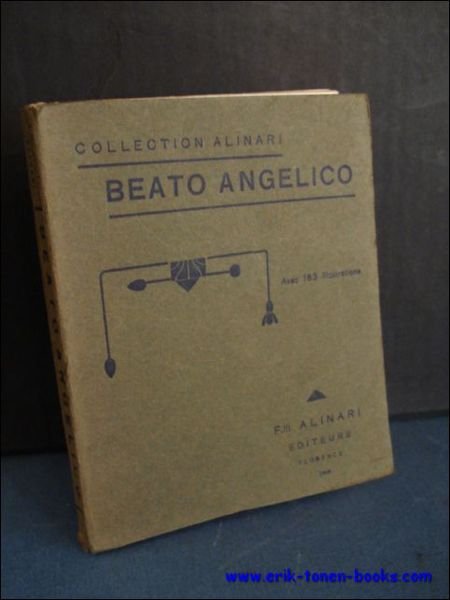 COLLECTION ALINARI
BEATO ANGELICO
Avec 183 Illustrations
F.lli ALINARI
EDITEURS
FLORENCE
www.erik-tonen-books.com